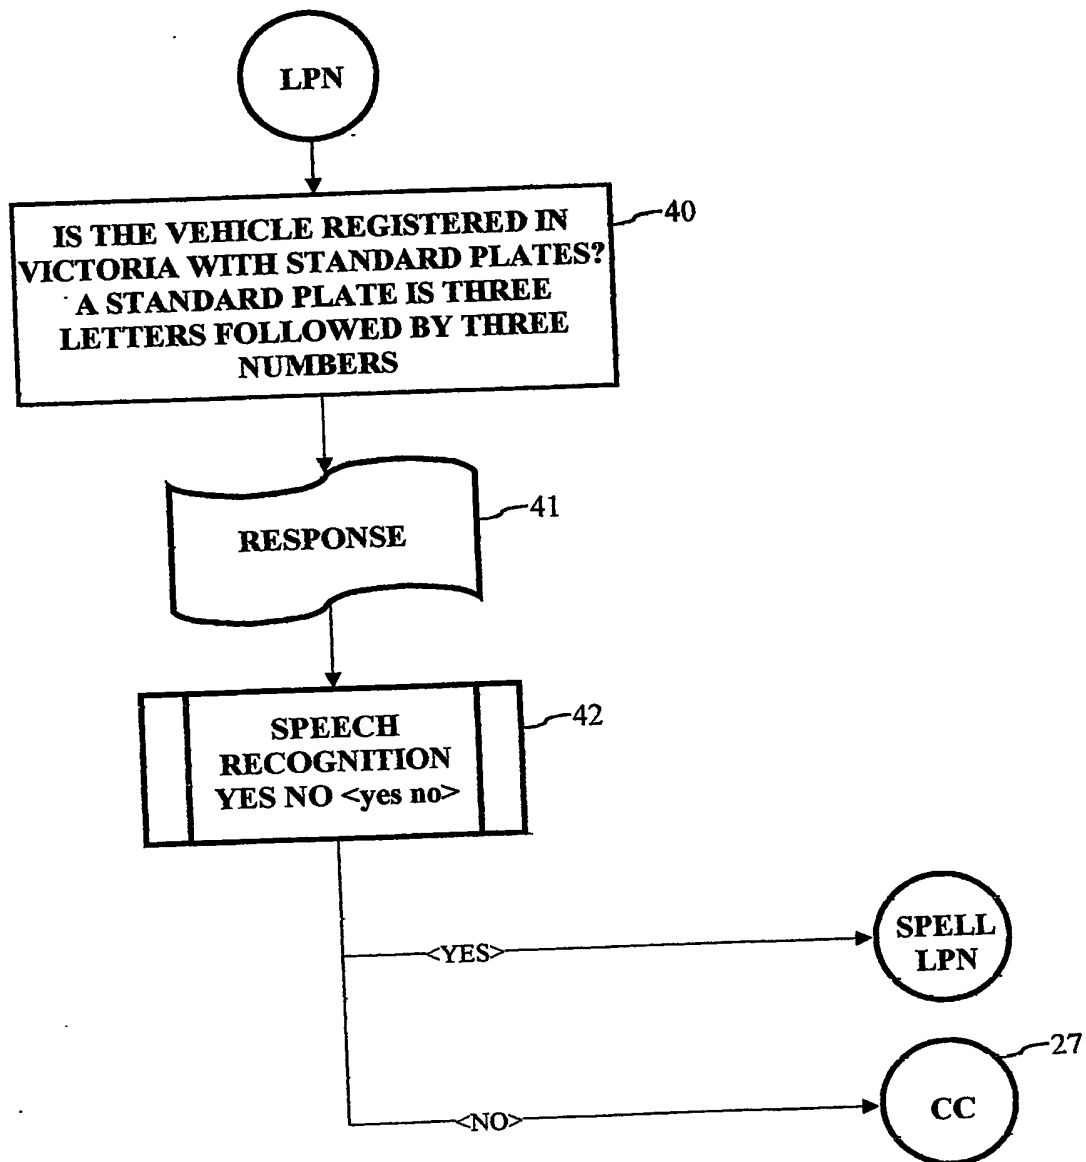 LPN
IS THE VEHICLE REGISTERED IN
VICTORIA WITH STANDARD PLATES?
A STANDARD PLATE IS THREE
LETTERS FOLLOWED BY THREE
NUMBERS
40
RESPONSE
41
SPEECH
RECOGNITION
YES NO <yes no>
42
<YES>
SPELL
LPN
27
<NO>
CC